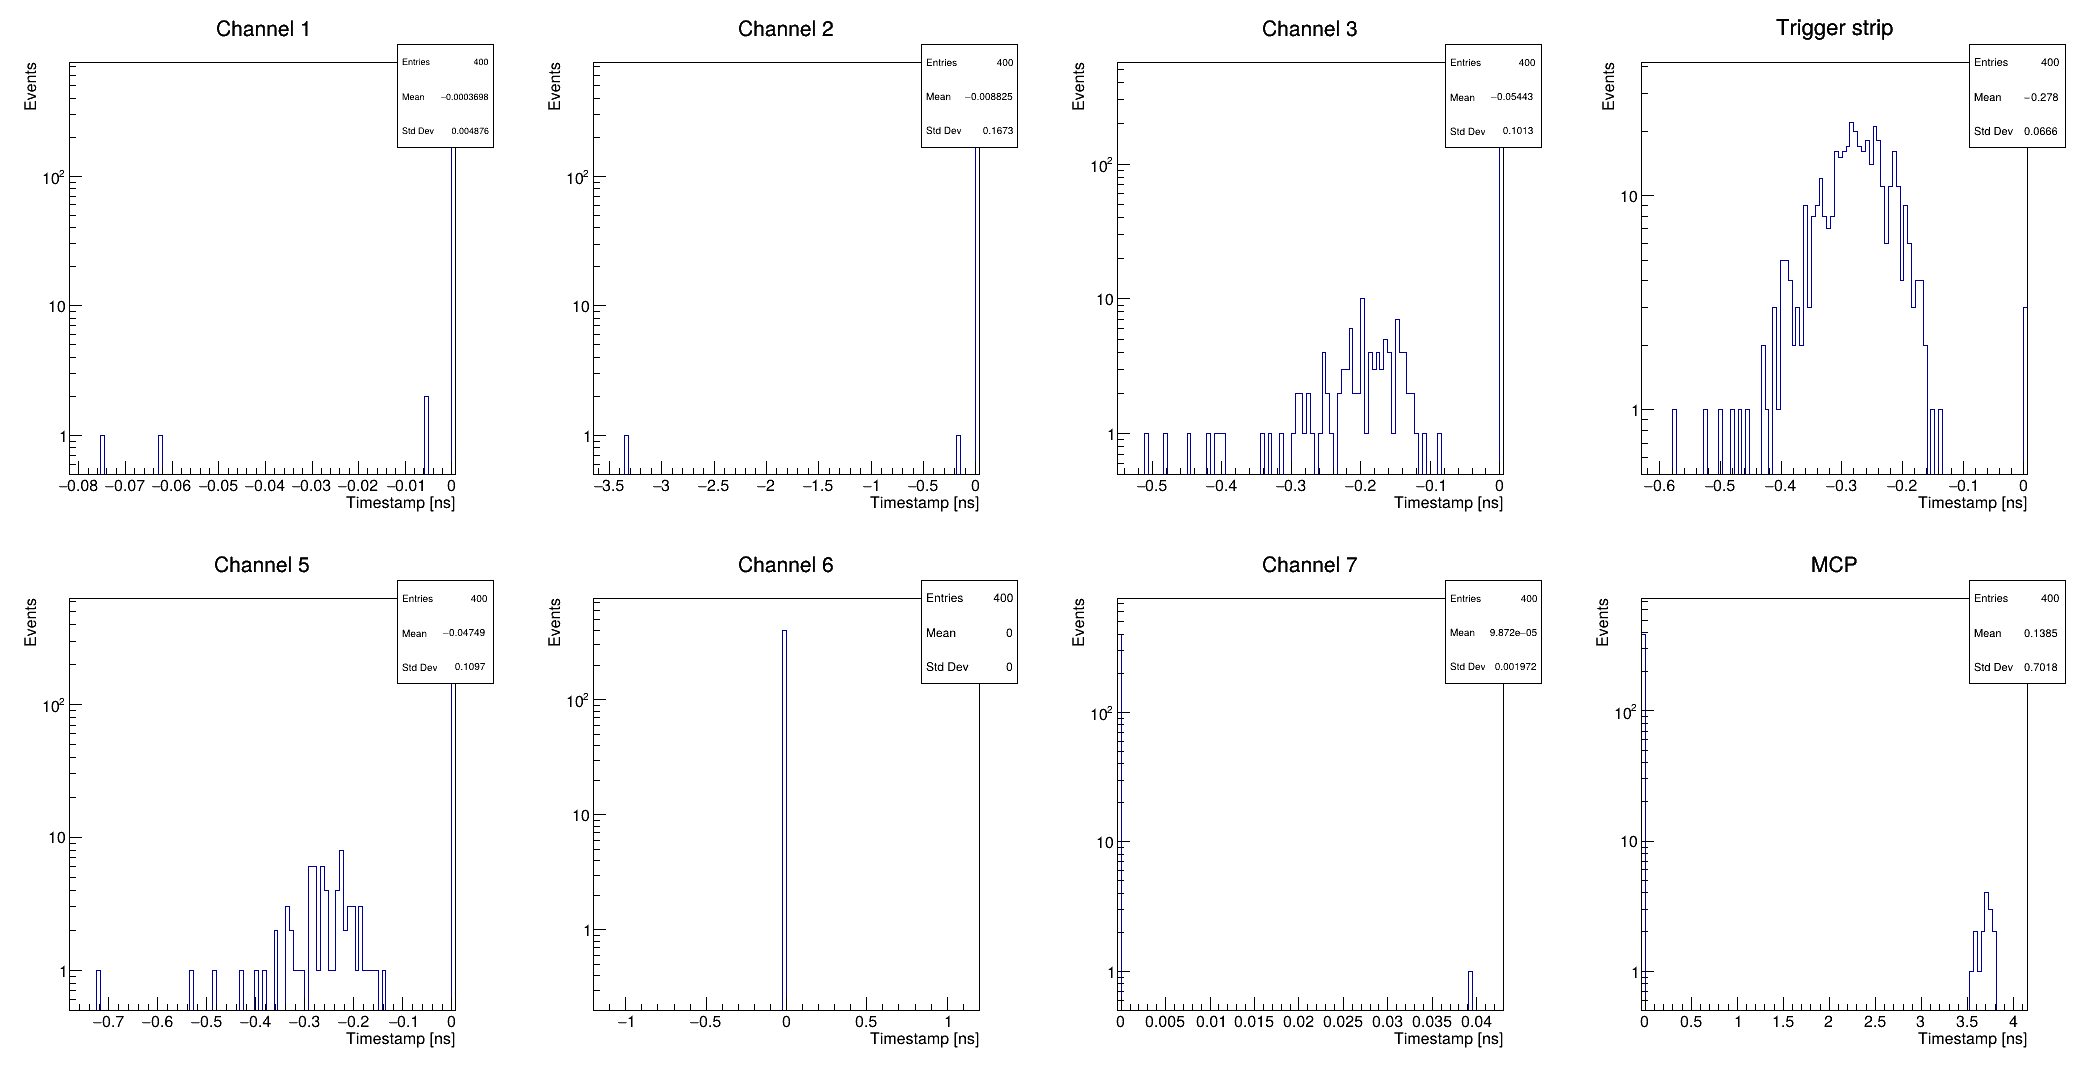 Channel 1
Events
Entries 400
Mean −0.0003698
Std Dev 0.004876
10²
10
1
−0.08 −0.07 −0.06 −0.05 −0.04 −0.03 −0.02 −0.01 0
Timestamp [ns]
Channel 2
Events
Entries 400
Mean −0.008825
Std Dev 0.1673
10²
10
1
−3.5 −3 −2.5 −2 −1.5 −1 −0.5 0
Timestamp [ns]
Channel 3
Events
Entries 400
Mean −0.05443
Std Dev 0.1013
10²
10
1
−0.5 −0.4 −0.3 −0.2 −0.1 0
Timestamp [ns]
Trigger strip
Events
Entries 400
Mean −0.278
Std Dev 0.0666
10
1
−0.6 −0.5 −0.4 −0.3 −0.2 −0.1 0
Timestamp [ns]
Channel 5
Events
Entries 400
Mean −0.04749
Std Dev 0.1097
10²
10
1
−0.7 −0.6 −0.5 −0.4 −0.3 −0.2 −0.1 0
Timestamp [ns]
Channel 6
Events
Entries 400
Mean 0
Std Dev 0
10²
10
1
−1 −0.5 0 0.5 1
Timestamp [ns]
Channel 7
Events
Entries 400
Mean 9.872e−05
Std Dev 0.001972
10²
10
1
0 0.005 0.01 0.015 0.02 0.025 0.03 0.035 0.04
Timestamp [ns]
MCP
Events
Entries 400
Mean 0.1385
Std Dev 0.7018
10²
10
1
0 0.5 1 1.5 2 2.5 3 3.5 4
Timestamp [ns]